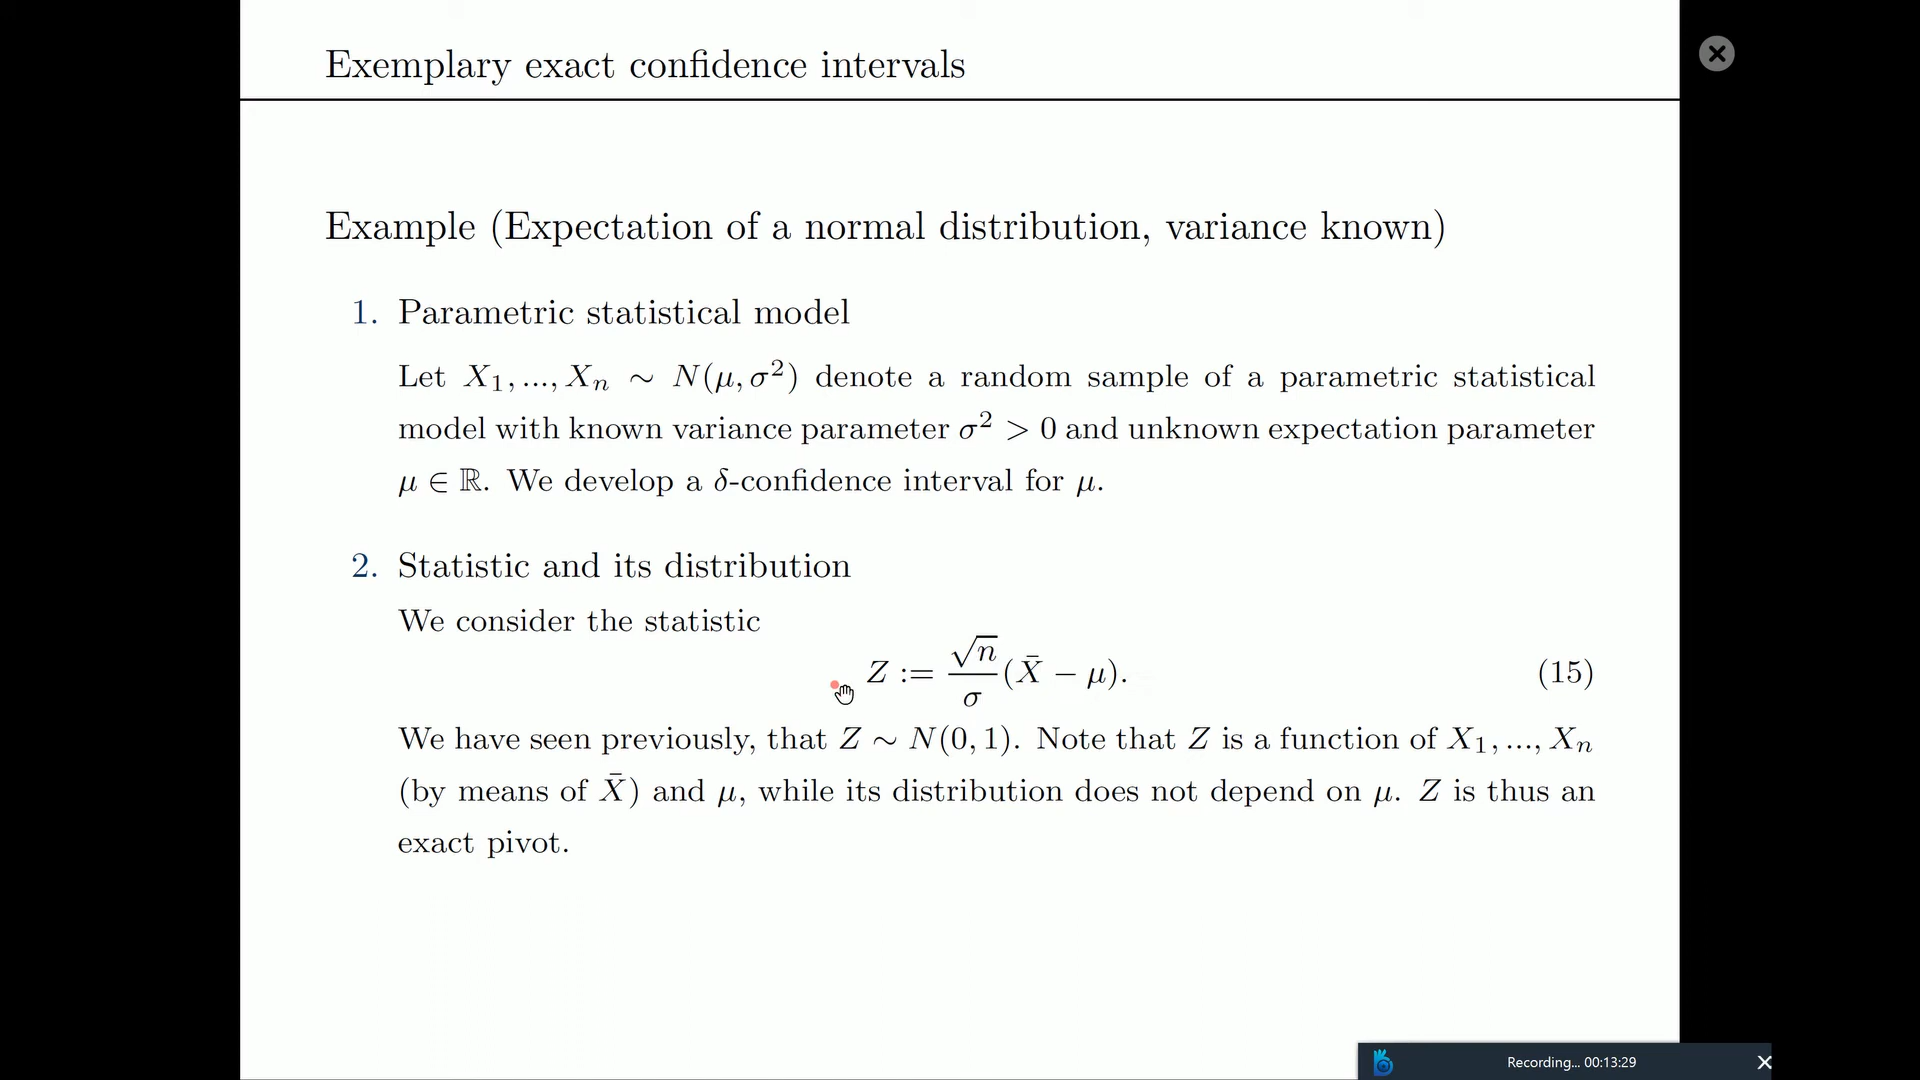 Exemplary exact confidence intervals
Example (Expectation of a normal distribution, variance known)
1. Parametric statistical model
Let X₁, ..., Xₙ ∼ N(μ, σ²) denote a random sample of a parametric statistical
model with known variance parameter σ² > 0 and unknown expectation parameter
μ ∈ ℝ. We develop a δ-confidence interval for μ.
2. Statistic and its distribution
We consider the statistic
Z := √n/σ (X̄ − μ). (15)
We have seen previously, that Z ∼ N(0, 1). Note that Z is a function of X₁, ..., Xₙ
(by means of X̄) and μ, while its distribution does not depend on μ. Z is thus an
exact pivot.
Recording... 00:13:29